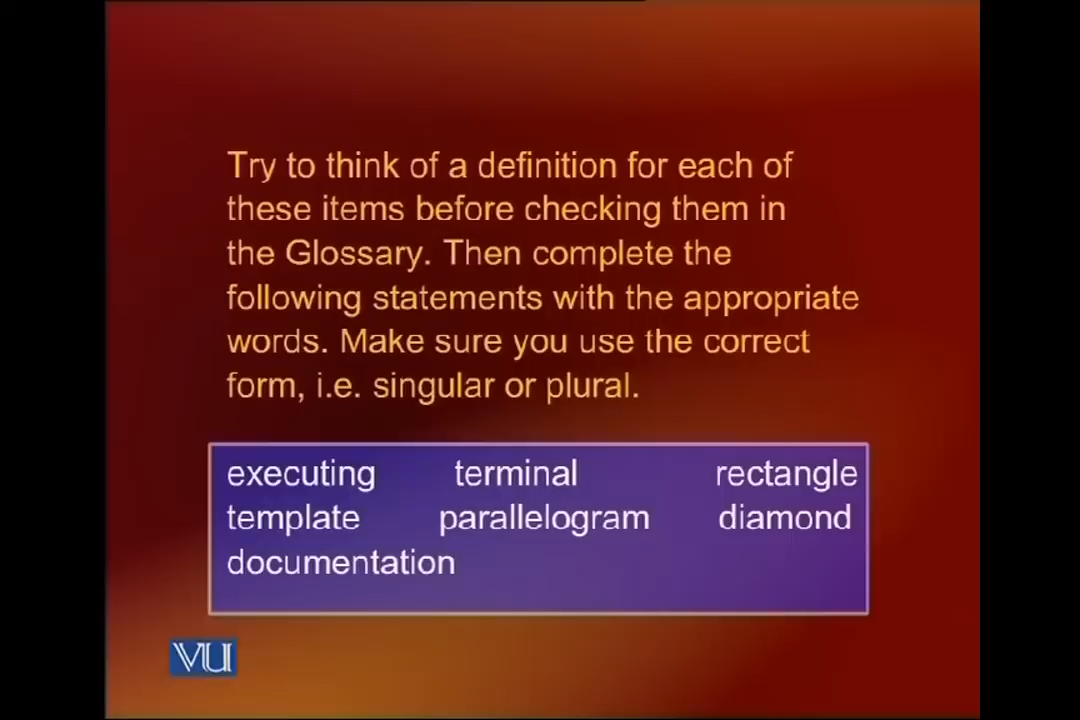 Try to think of a definition for each of
these items before checking them in
the Glossary. Then complete the
following statements with the appropriate
words. Make sure you use the correct
form, i.e. singular or plural.
executing terminal rectangle
template parallelogram diamond
documentation
VU